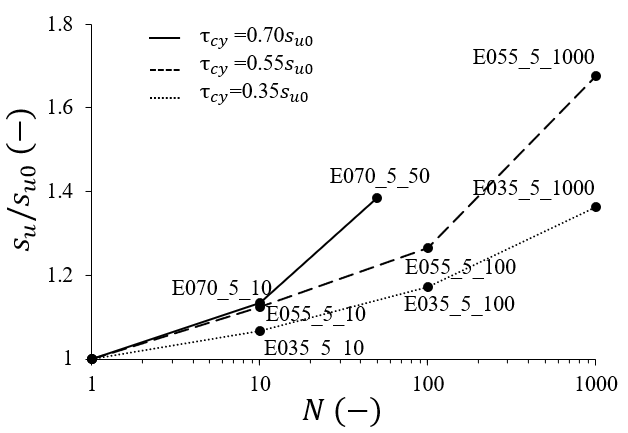 1.8
τcy =0.70su0
τcy =0.55su0
τcy=0.35su0
E055_5_1000
1.6
su/su0 (−)
E070_5_50
E035_5_1000
1.4
E070_5_10
E055_5_100
1.2
E055_5_10
E035_5_100
E035_5_10
1
1 10 100 1000
N (−)